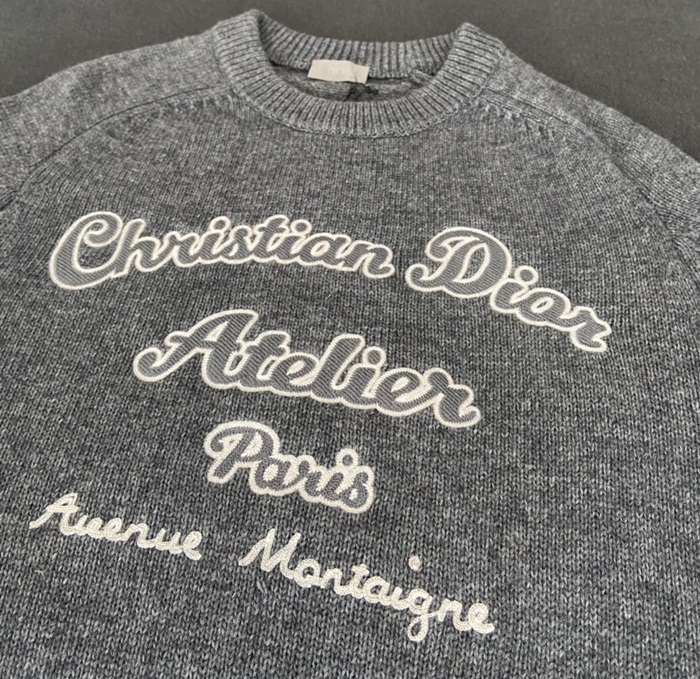 Christian Dior
Atelier
Paris
Avenue Montaigne